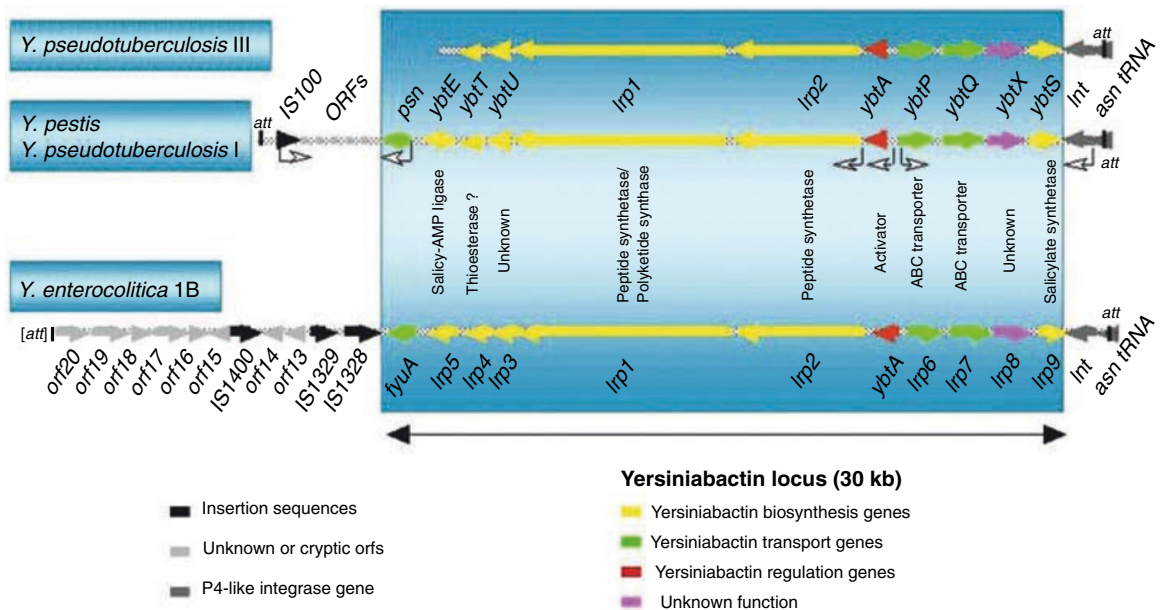 Y. pseudotuberculosis III
att
IS100
ORFs
psn
ybtE
ybtT
ybtU
Irp1
Irp2
ybtA
ybtP
ybtQ
ybtX
ybtS
Int
asn tRNA
Y. pestis
Y. pseudotuberculosis I
att
att
Salicy-AMP ligase
Thioesterase ?
Unknown
Peptide synthetase/
Polyketide synthase
Peptide synthetase
Activator
ABC transporter
ABC transporter
Unknown
Salicylate synthetase
Y. enterocolitica 1B
att
[att]
orf20
orf19
orf18
orf17
orf16
orf15
IS1400
orf14
orf13
IS1329
IS1328
fyuA
Irp5
Irp4
Irp3
Irp1
Irp2
ybtA
Irp6
Irp7
Irp8
Irp9
Int
asn tRNA
Yersiniabactin locus (30 kb)
Insertion sequences
Unknown or cryptic orfs
P4-like integrase gene
Yersiniabactin biosynthesis genes
Yersiniabactin transport genes
Yersiniabactin regulation genes
Unknown function